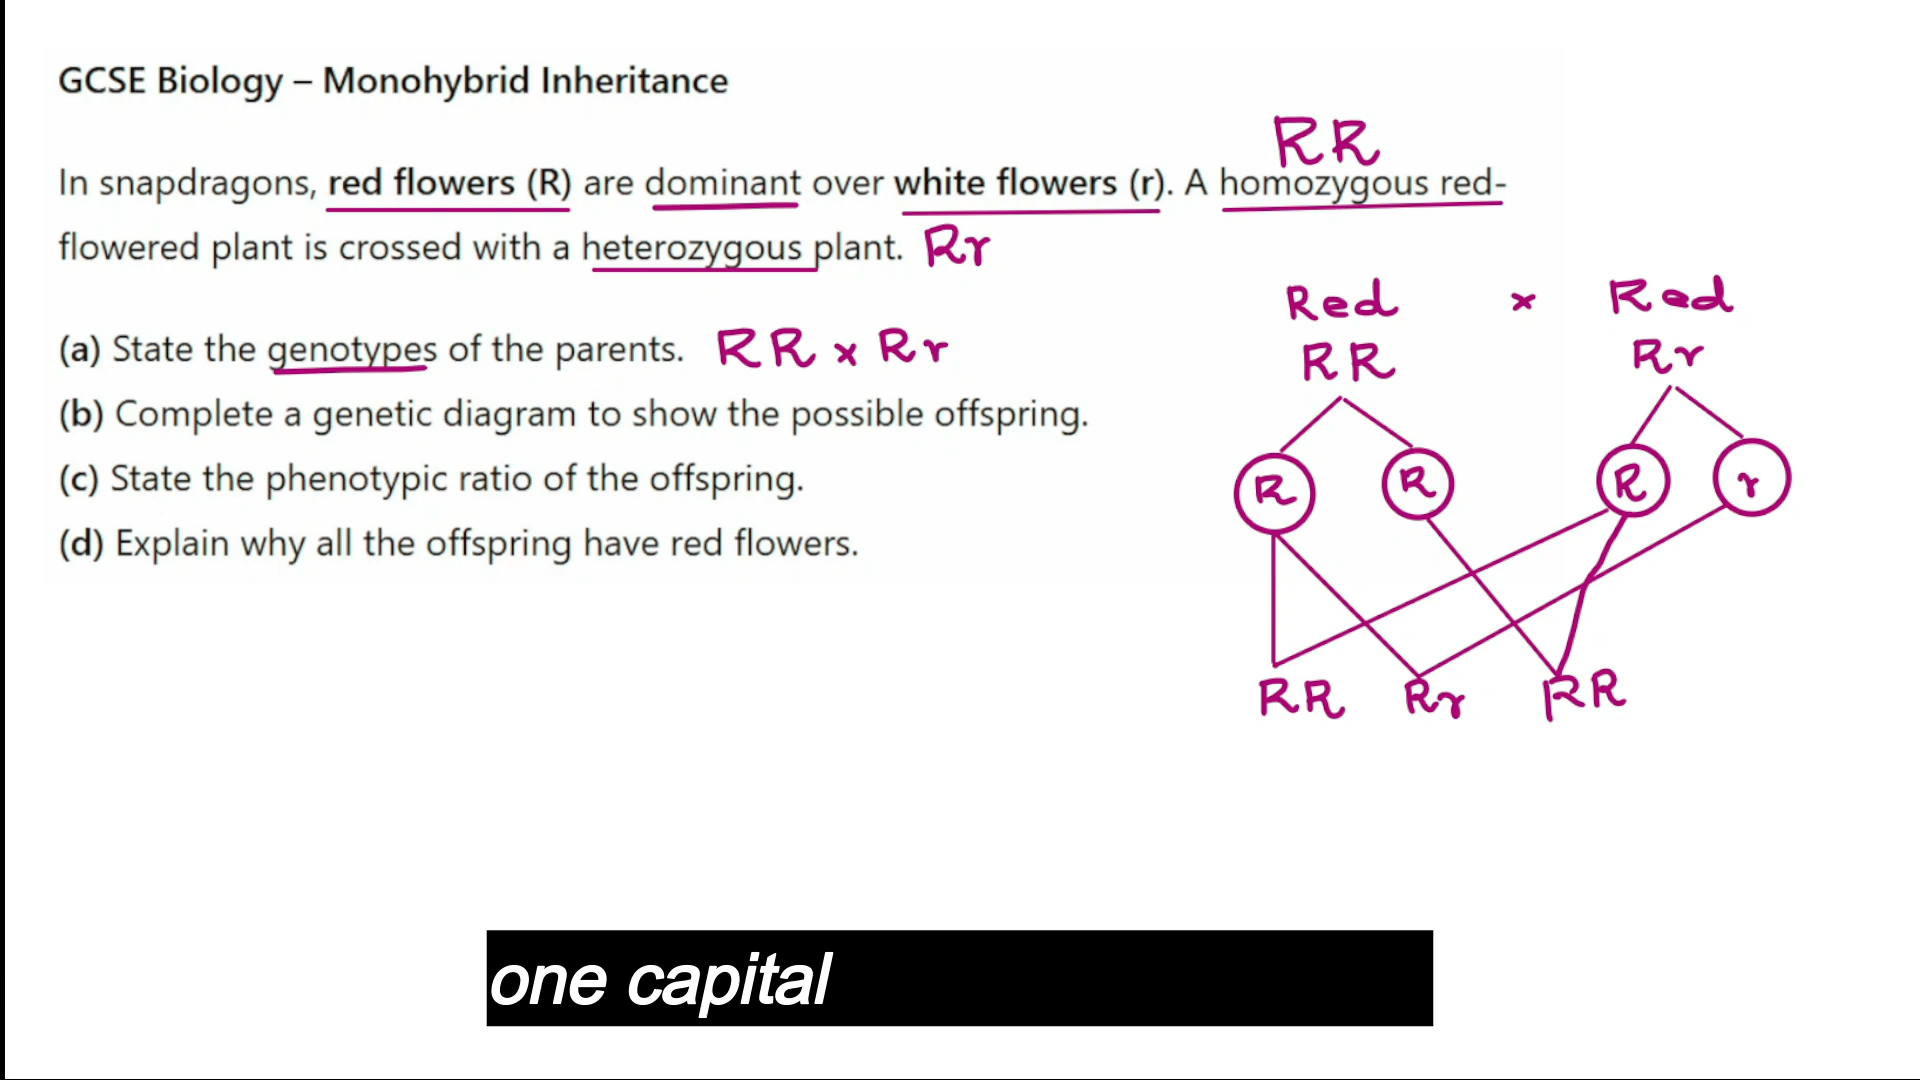 GCSE Biology – Monohybrid Inheritance
RR
In snapdragons, red flowers (R) are dominant over white flowers (r). A homozygous red-
flowered plant is crossed with a heterozygous plant. Rr
Red x Red
(a) State the genotypes of the parents. RR x Rr
RR Rr
(b) Complete a genetic diagram to show the possible offspring.
(c) State the phenotypic ratio of the offspring.
R R R r
(d) Explain why all the offspring have red flowers.
RR Rr RR
one capital